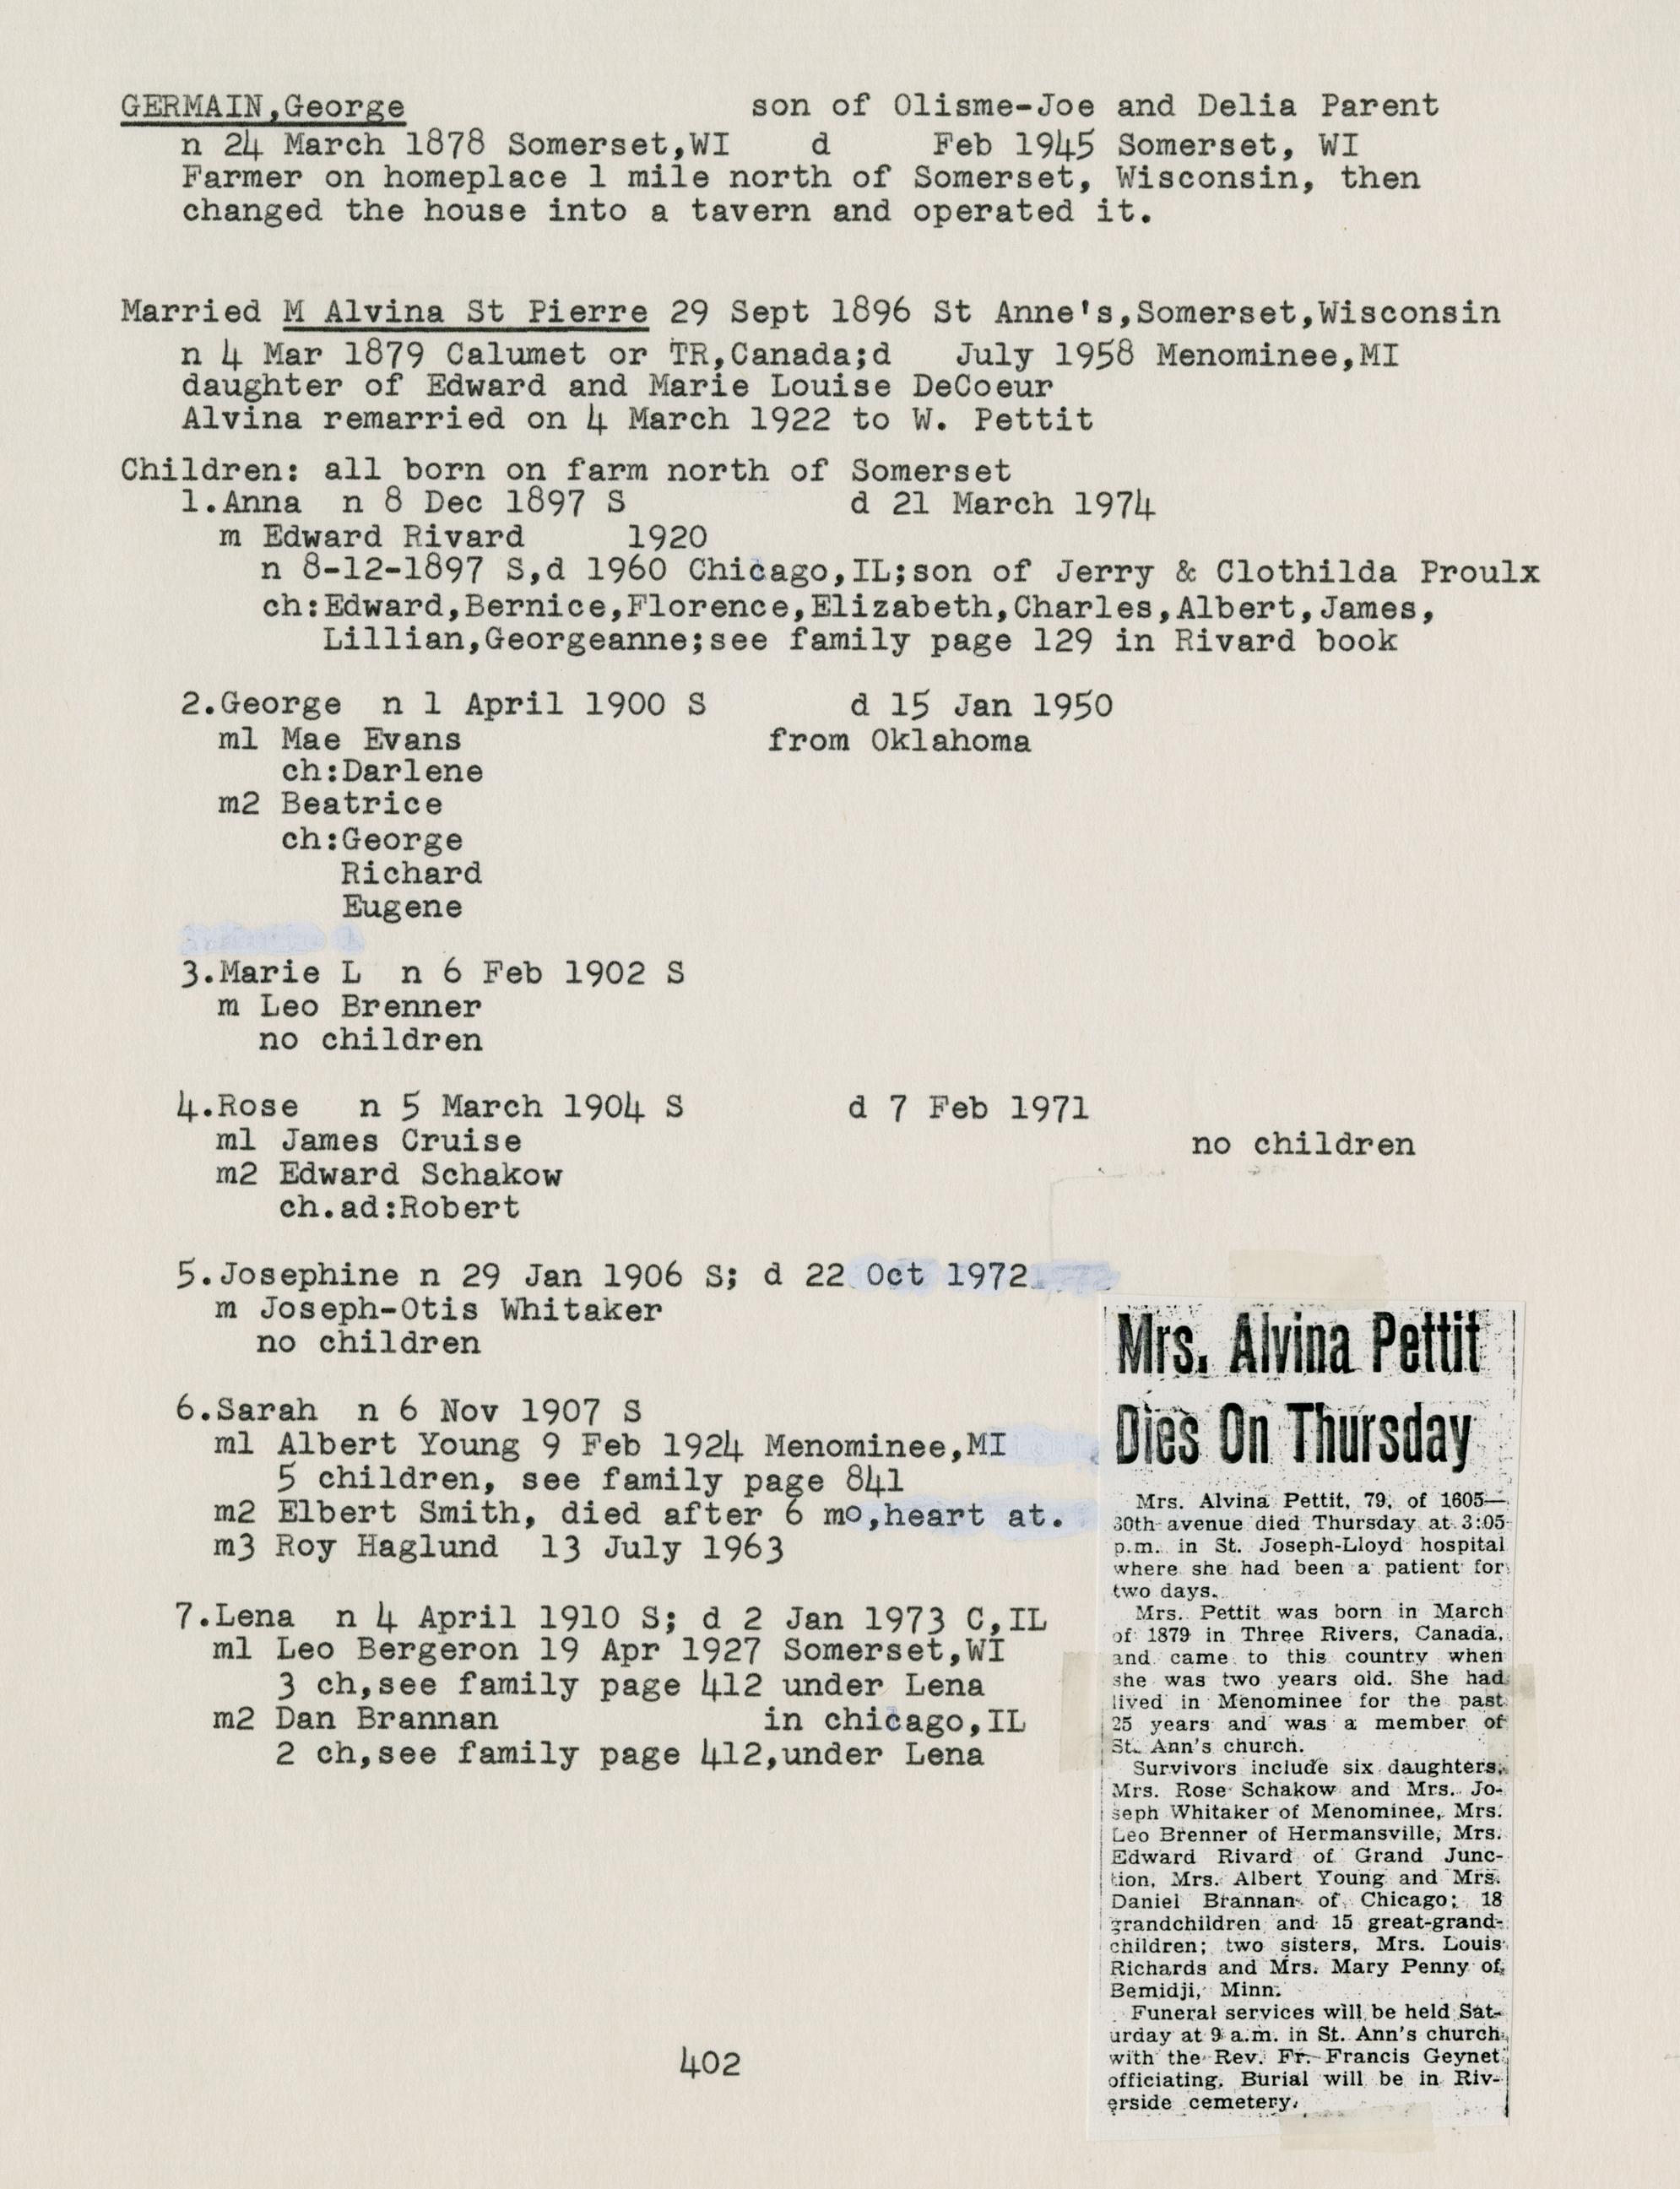 GERMAIN,George son of Olisme-Joe and Delia Parent
n 24 March 1878 Somerset,WI d Feb 1945 Somerset, WI
Farmer on homeplace 1 mile north of Somerset, Wisconsin, then
changed the house into a tavern and operated it.
Married M Alvina St Pierre 29 Sept 1896 St Anne's,Somerset,Wisconsin
n 4 Mar 1879 Calumet or TR,Canada;d July 1958 Menominee,MI
daughter of Edward and Marie Louise DeCoeur
Alvina remarried on 4 March 1922 to W. Pettit
Children: all born on farm north of Somerset
1.Anna n 8 Dec 1897 S d 21 March 1974
m Edward Rivard 1920
n 8-12-1897 S,d 1960 Chicago,IL;son of Jerry & Clothilda Proulx
ch:Edward,Bernice,Florence,Elizabeth,Charles,Albert,James,
Lillian,Georgeanne;see family page 129 in Rivard book
2.George n 1 April 1900 S d 15 Jan 1950
m1 Mae Evans from Oklahoma
ch:Darlene
m2 Beatrice
ch:George
Richard
Eugene
3.Marie L n 6 Feb 1902 S
m Leo Brenner
no children
4.Rose n 5 March 1904 S d 7 Feb 1971
m1 James Cruise no children
m2 Edward Schakow
ch.ad:Robert
5.Josephine n 29 Jan 1906 S; d 22 Oct 1972
m Joseph-Otis Whitaker
no children
6.Sarah n 6 Nov 1907 S
m1 Albert Young 9 Feb 1924 Menominee,MI
5 children, see family page 841
m2 Elbert Smith, died after 6 mo,heart at.
m3 Roy Haglund 13 July 1963
7.Lena n 4 April 1910 S; d 2 Jan 1973 C,IL
m1 Leo Bergeron 19 Apr 1927 Somerset,WI
3 ch,see family page 412 under Lena
m2 Dan Brannan in chicago,IL
2 ch,see family page 412,under Lena
Mrs. Alvina Pettit
Dies On Thursday
Mrs. Alvina Pettit, 79, of 1605—
30th avenue died Thursday at 3:05
p.m. in St. Joseph-Lloyd hospital
where she had been a patient for
two days.
Mrs. Pettit was born in March
of 1879 in Three Rivers, Canada,
and came to this country when
she was two years old. She had
lived in Menominee for the past
25 years and was a member of
St. Ann's church.
Survivors include six daughters,
Mrs. Rose Schakow and Mrs. Jo-
seph Whitaker of Menominee, Mrs.
Leo Brenner of Hermansville, Mrs.
Edward Rivard of Grand Junc-
tion, Mrs. Albert Young and Mrs.
Daniel Brannan of Chicago; 18
grandchildren and 15 great-grand-
children; two sisters, Mrs. Louis
Richards and Mrs. Mary Penny of
Bemidji, Minn.
Funeral services will be held Sat-
urday at 9 a.m. in St. Ann's church
with the Rev. Fr. Francis Geynet
officiating. Burial will be in Riv-
erside cemetery.
402